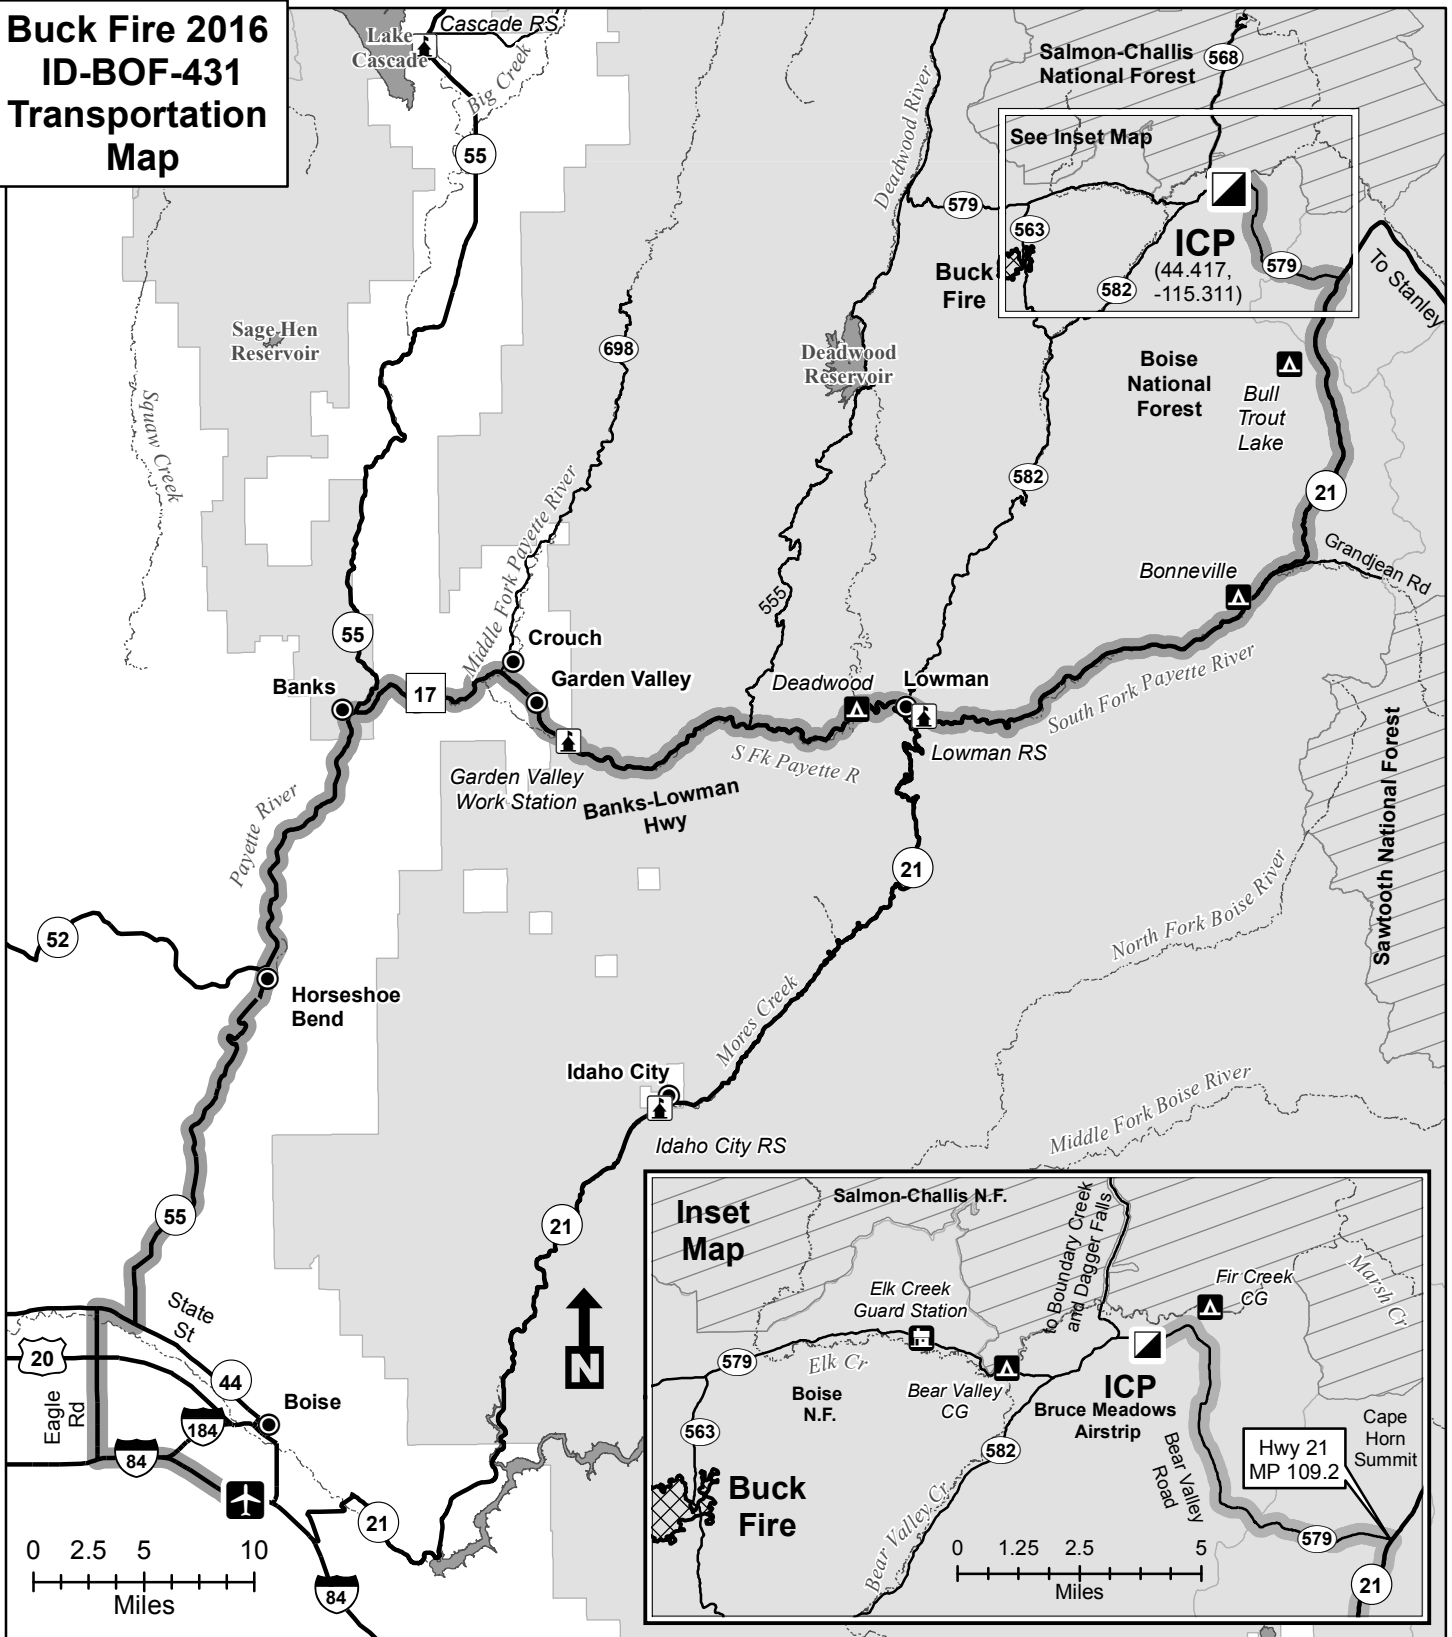 Buck Fire 2016
ID-BOF-431
Transportation
Map
Lake
Cascade
Cascade RS
Big Creek
55
Deadwood River
Salmon-Challis
National Forest
568
See Inset Map
579
563
ICP
(44.417,
-115.311)
Buck
Fire
582
579
To Stanley
Sage Hen
Reservoir
698
Deadwood
Reservoir
Boise
National
Forest
Bull
Trout
Lake
Squaw Creek
582
21
Middle Fork Payette River
Grandjean Rd
Bonneville
555
55
Crouch
Garden Valley
Banks
17
Deadwood
Lowman
South Fork Payette River
Lowman RS
S Fk Payette R
Garden Valley
Work Station
Banks-Lowman
Hwy
Sawtooth National Forest
Payette River
21
52
North Fork Boise River
Horseshoe
Bend
Mores Creek
Idaho City
Idaho City RS
Middle Fork Boise River
55
21
State
St
20
44
Eagle
Rd
Boise
184
84
N
21
84
0 2.5 5 10
Miles
Inset
Map
Salmon-Challis N.F.
to Boundary Creek
and Dagger Falls
Marsh Cr
Fir Creek
CG
Elk Creek
Guard Station
579
Elk Cr
Boise
N.F.
Bear Valley
CG
ICP
Bruce Meadows
Airstrip
563
582
Bear Valley
Road
Cape
Horn
Summit
Hwy 21
MP 109.2
Buck
Fire
Bear Valley Cr
579
21
0 1.25 2.5 5
Miles